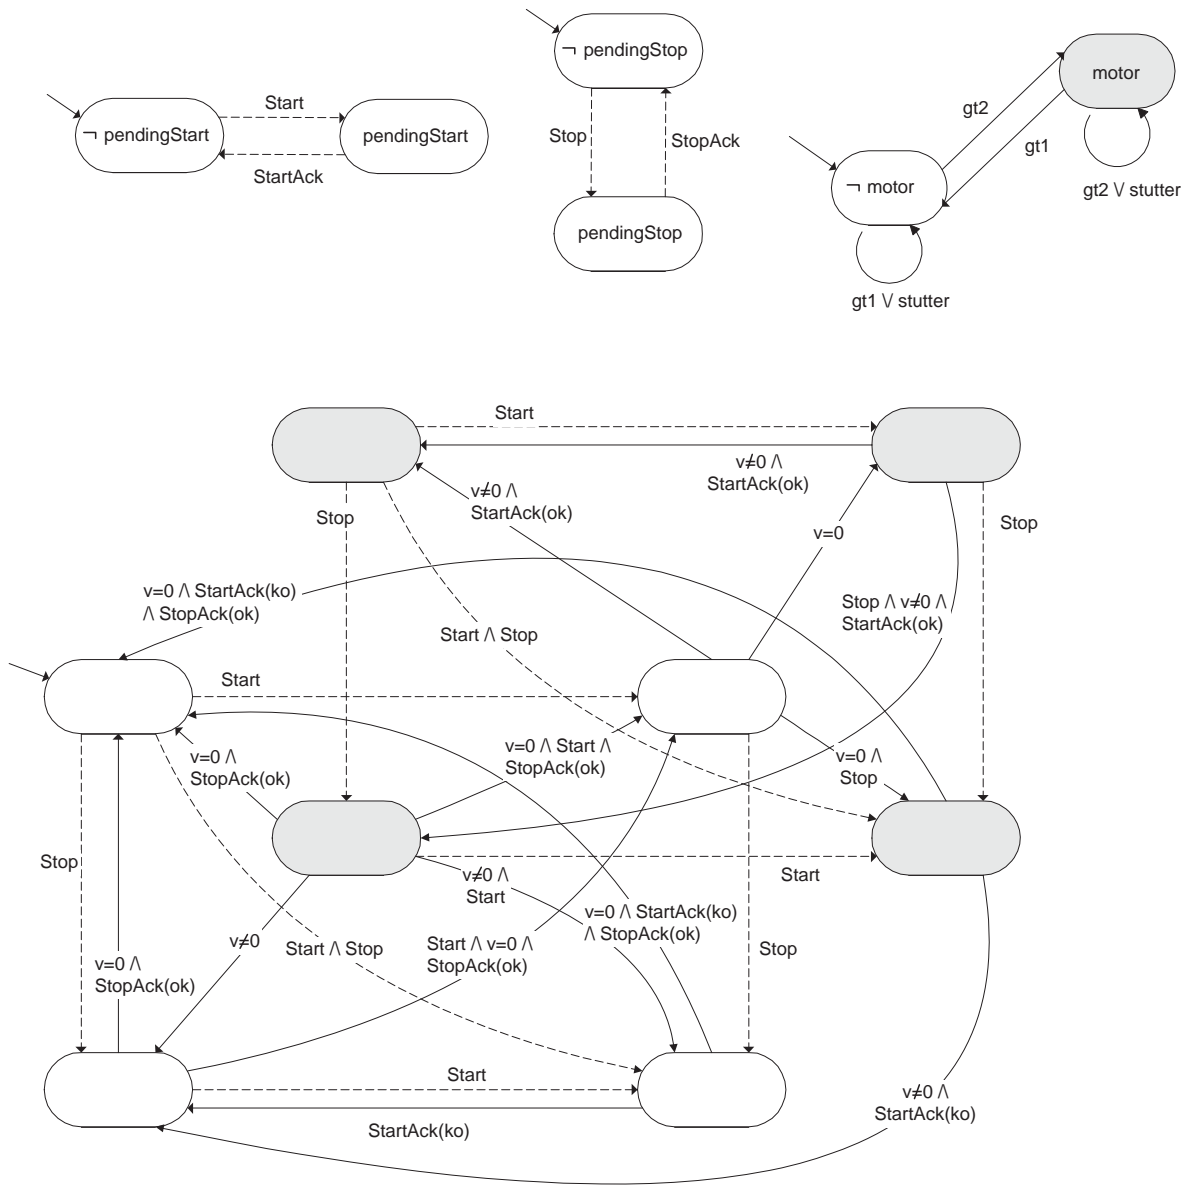 ¬ pendingStop
motor
Start
gt2
¬ pendingStart
pendingStart
Stop
StopAck
gt1
StartAck
¬ motor
gt2 \/ stutter
pendingStop
gt1 \/ stutter
Start
v≠0 /\
StartAck(ok)
v≠0 /\
StartAck(ok)
Stop
Stop
v=0
v=0 /\ StartAck(ko)
/\ StopAck(ok)
Stop /\ v≠0 /\
StartAck(ok)
Start /\ Stop
Start
v=0 /\
StopAck(ok)
v=0 /\ Start /\
StopAck(ok)
v=0 /\
Stop
Stop
v≠0 /\
Start
Start
v=0 /\ StartAck(ko)
/\ StopAck(ok)
v≠0
Start /\ Stop
Start /\ v=0 /\
StopAck(ok)
Stop
v=0 /\
StopAck(ok)
Start
v≠0 /\
StartAck(ko)
StartAck(ko)